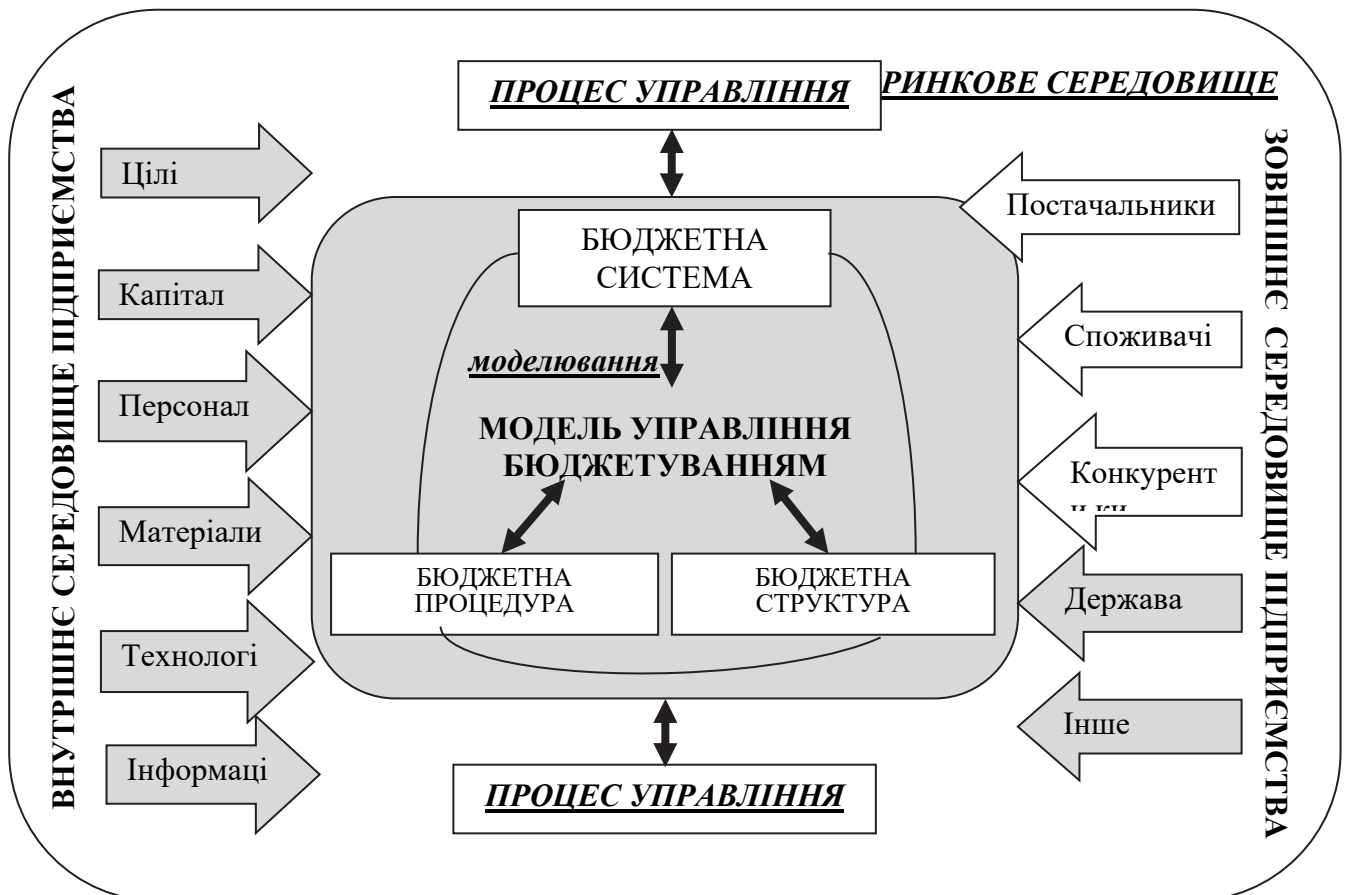 ПРОЦЕС УПРАВЛІННЯ
РИНКОВЕ СЕРЕДОВИЩЕ
ВНУТРІШНЄ СЕРЕДОВИЩЕ ПІДПРИЄМСТВА
Цілі
Капітал
Персонал
Матеріали
Технологі
Інформаці
БЮДЖЕТНА
СИСТЕМА
моделювання
МОДЕЛЬ УПРАВЛІННЯ
БЮДЖЕТУВАННЯМ
БЮДЖЕТНА
ПРОЦЕДУРА
БЮДЖЕТНА
СТРУКТУРА
ПРОЦЕС УПРАВЛІННЯ
Постачальники
Споживачі
Конкурент
Держава
Інше
ЗОВНІШНЄ СЕРЕДОВИЩЕ ПІДПРИЄМСТВА